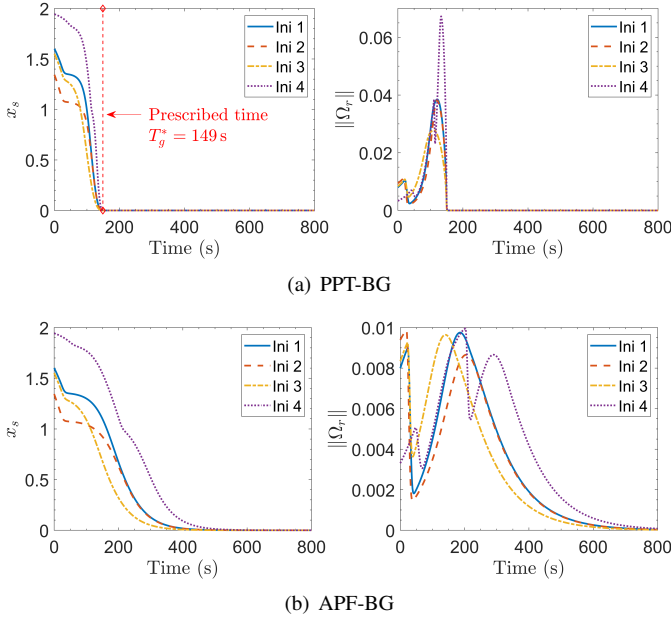 2
1.5
1
0.5
0
x_s
0 200 400 600 800
Time (s)
Ini 1
Ini 2
Ini 3
Ini 4
Prescribed time
T_g^* = 149 s
0.06
0.04
0.02
0
||Ω_r||
0 200 400 600 800
Time (s)
Ini 1
Ini 2
Ini 3
Ini 4
(a) PPT-BG
2
1.5
1
0.5
0
x_s
0 200 400 600 800
Time (s)
Ini 1
Ini 2
Ini 3
Ini 4
0.01
0.008
0.006
0.004
0.002
0
||Ω_r||
0 200 400 600 800
Time (s)
Ini 1
Ini 2
Ini 3
Ini 4
(b) APF-BG